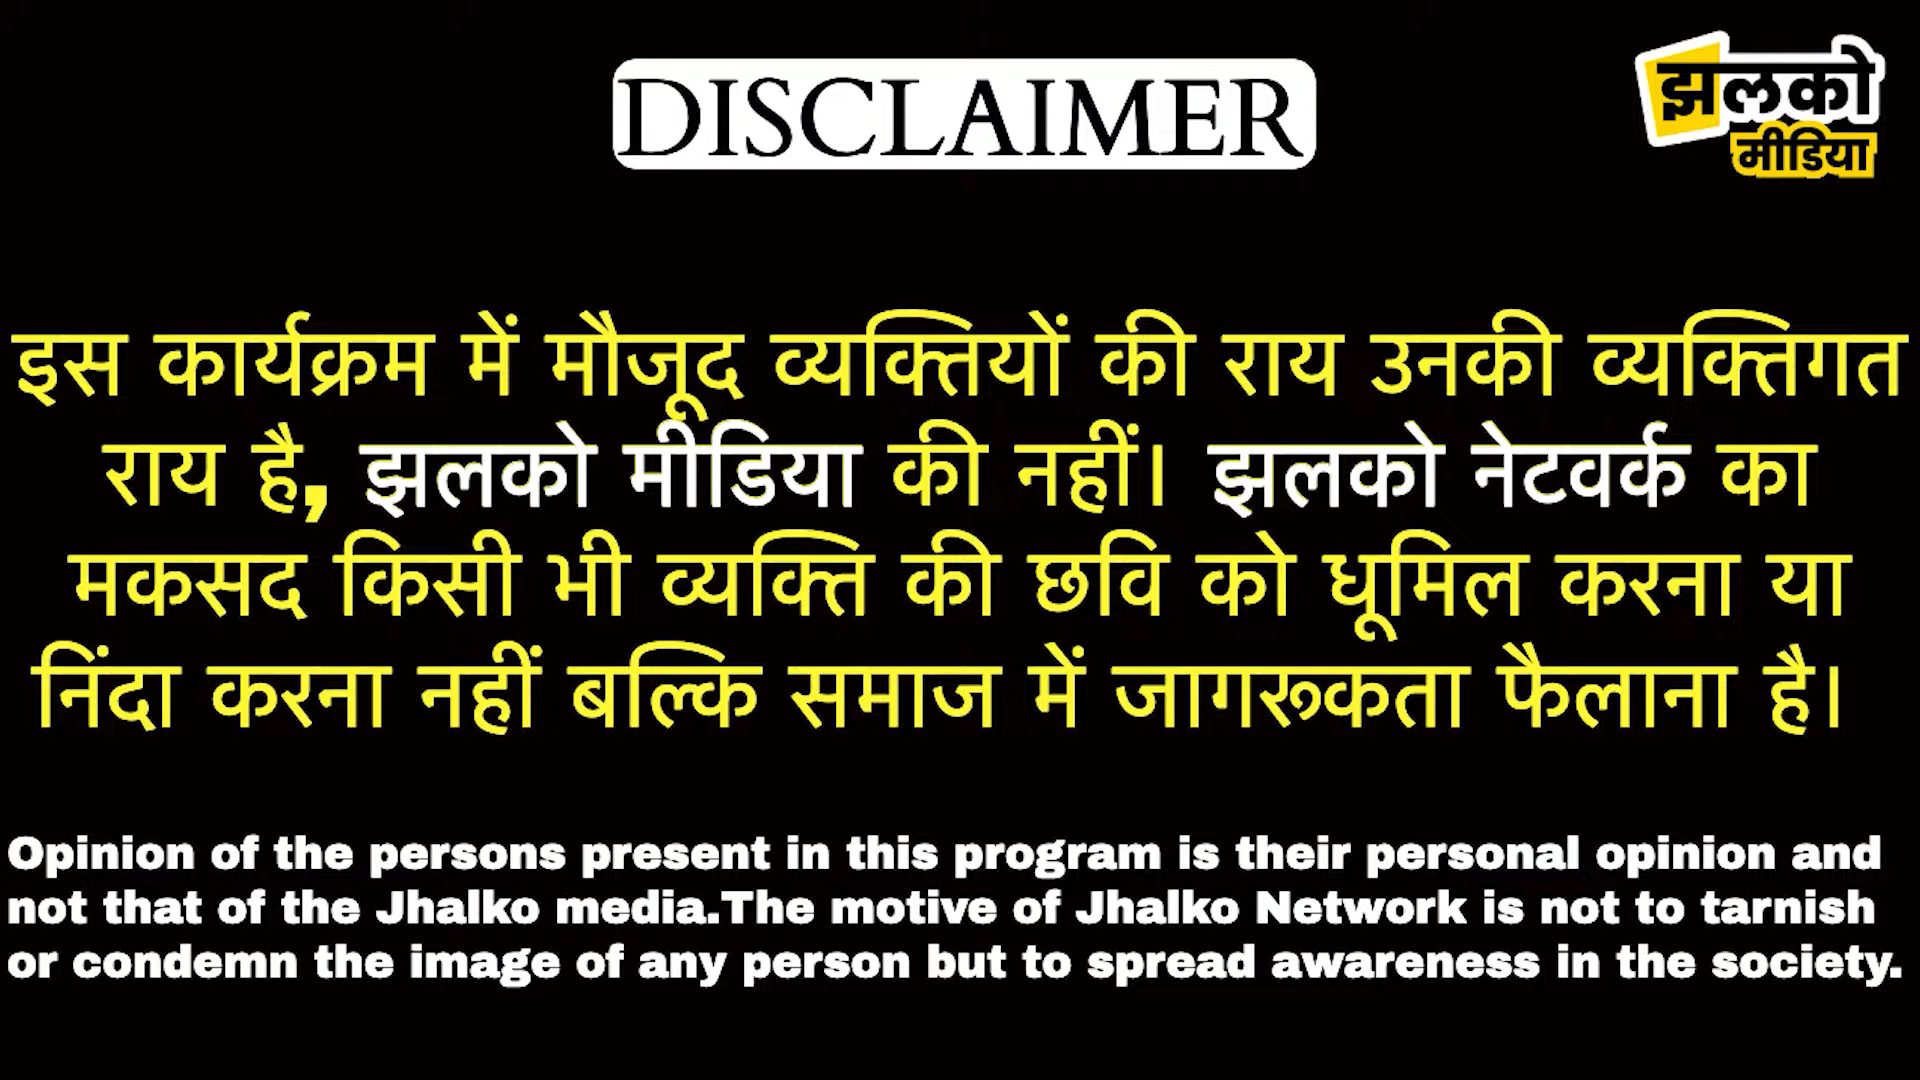 DISCLAIMER
झलको
मीडिया
इस कार्यक्रम में मौजूद व्यक्तियों की राय उनकी व्यक्तिगत
राय है, झलको मीडिया की नहीं। झलको नेटवर्क का
मकसद किसी भी व्यक्ति की छवि को धूमिल करना या
निंदा करना नहीं बल्कि समाज में जागरूकता फैलाना है।
Opinion of the persons present in this program is their personal opinion and
not that of the Jhalko media.The motive of Jhalko Network is not to tarnish
or condemn the image of any person but to spread awareness in the society.